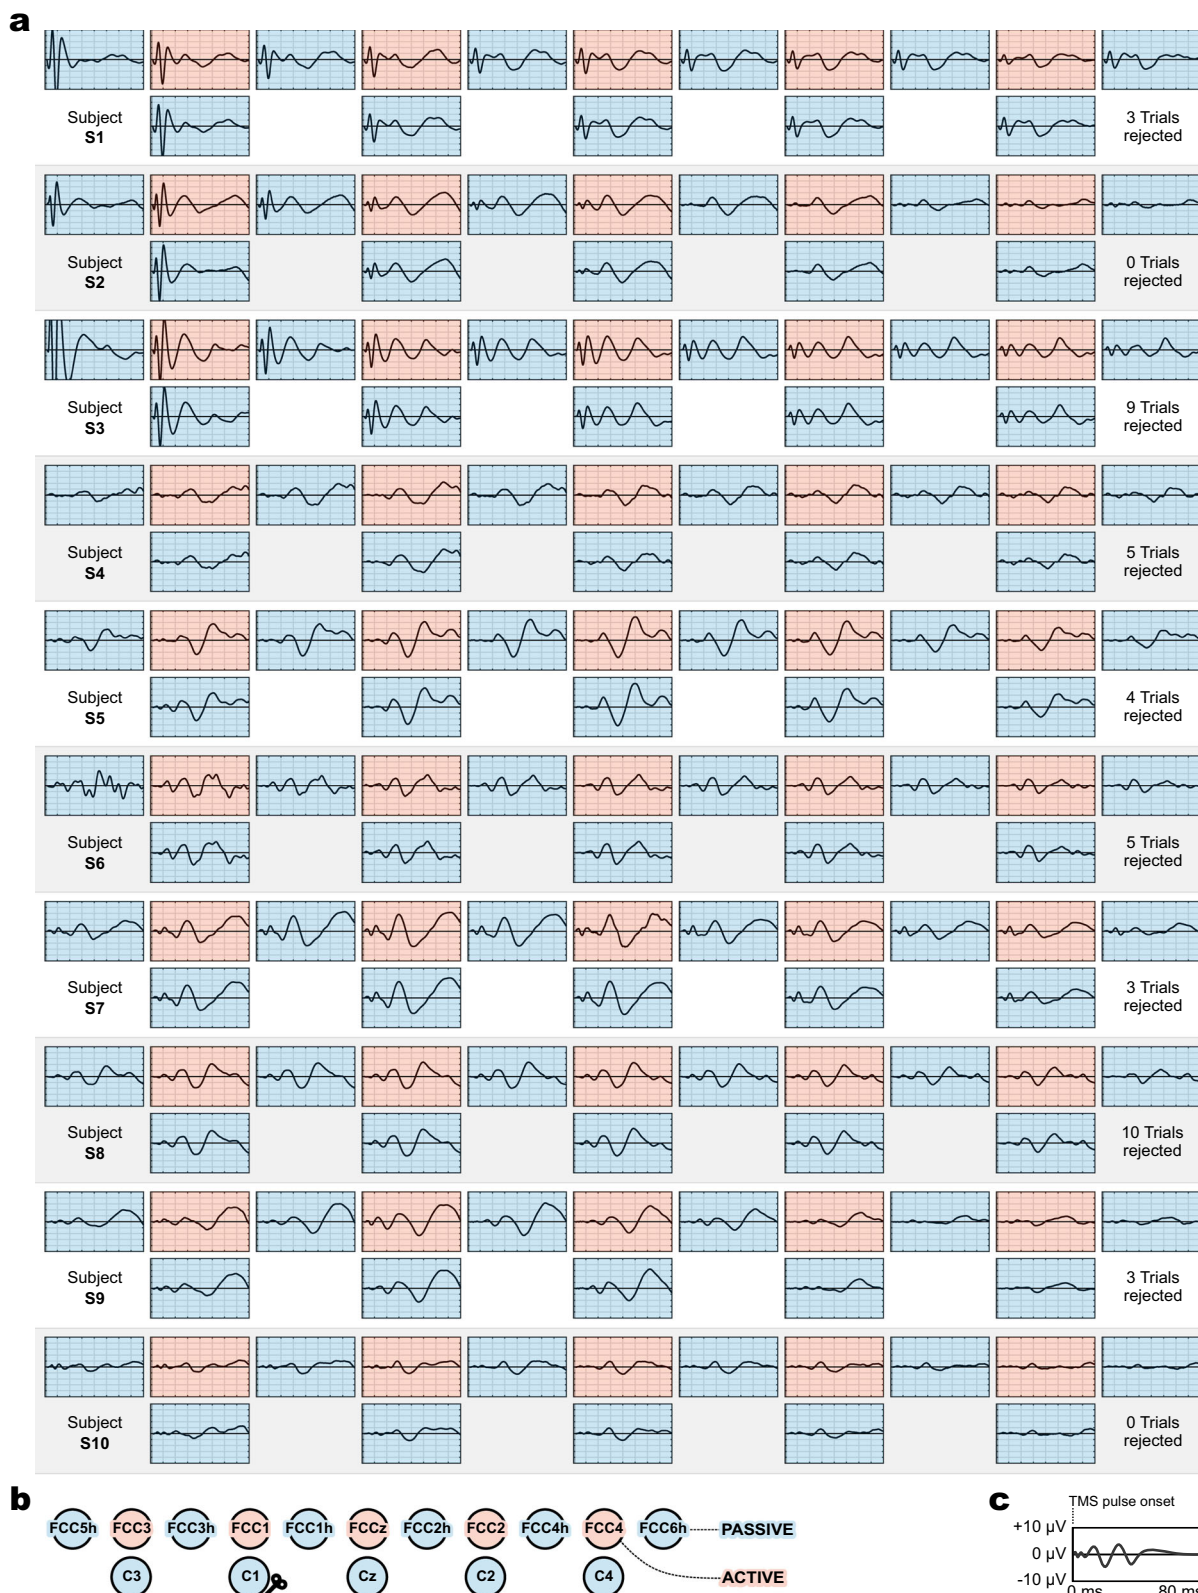 a
Subject
S1
3 Trials
rejected
Subject
S2
0 Trials
rejected
Subject
S3
9 Trials
rejected
Subject
S4
5 Trials
rejected
Subject
S5
4 Trials
rejected
Subject
S6
5 Trials
rejected
Subject
S7
3 Trials
rejected
Subject
S8
10 Trials
rejected
Subject
S9
3 Trials
rejected
Subject
S10
0 Trials
rejected
b
FCC5h FCC3 FCC3h FCC1 FCC1h FCCz FCC2h FCC2 FCC4h FCC4 FCC6h PASSIVE
C3 C1 Cz C2 C4 ACTIVE
c
TMS pulse onset
+10 µV
0 µV
-10 µV
0 ms 80 ms